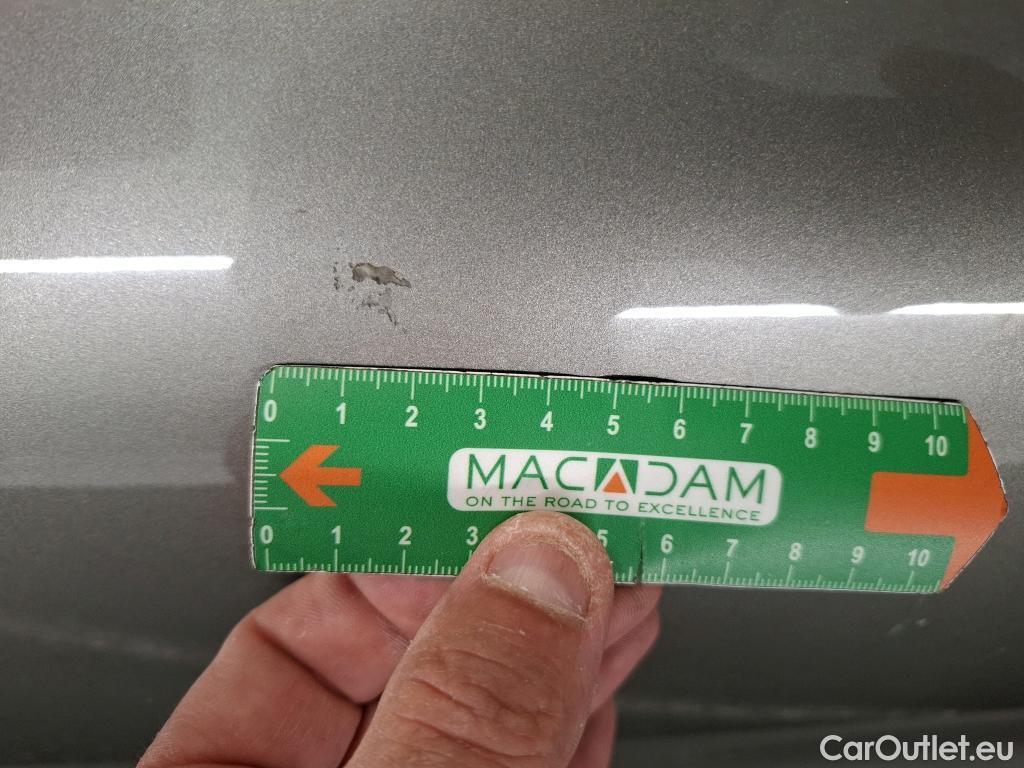 0 1 2 3 4 5 6 7 8 9 10
MACADAM
ON THE ROAD TO EXCELLENCE
0 1 2 3 5 6 7 8 9 10
CarOutlet.eu